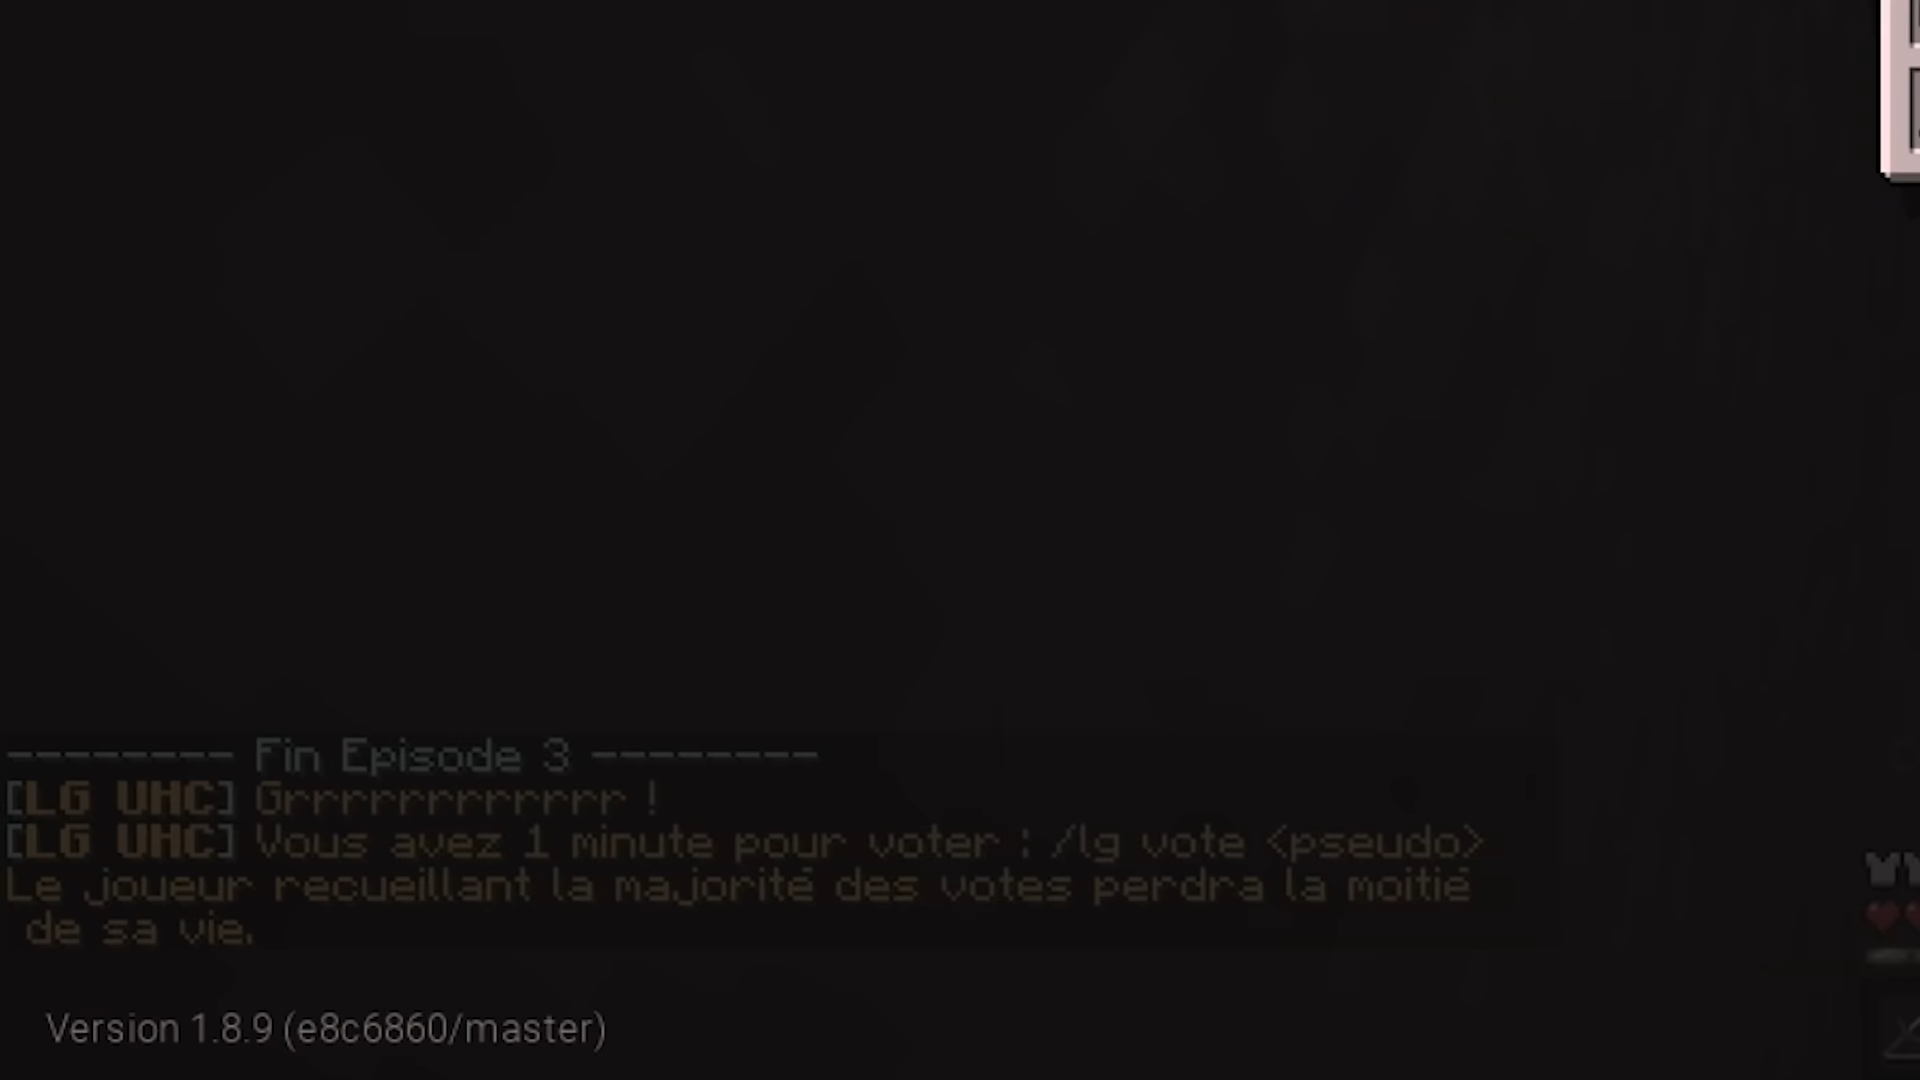 -------- Fin Episode 3 --------
[LG UHC] Grrrrrrrrrrrr !
[LG UHC] Vous avez 1 minute pour voter : /lg vote <pseudo>
Le joueur recueillant la majorité des votes perdra la moitié
de sa vie.
Version 1.8.9 (e8c6860/master)